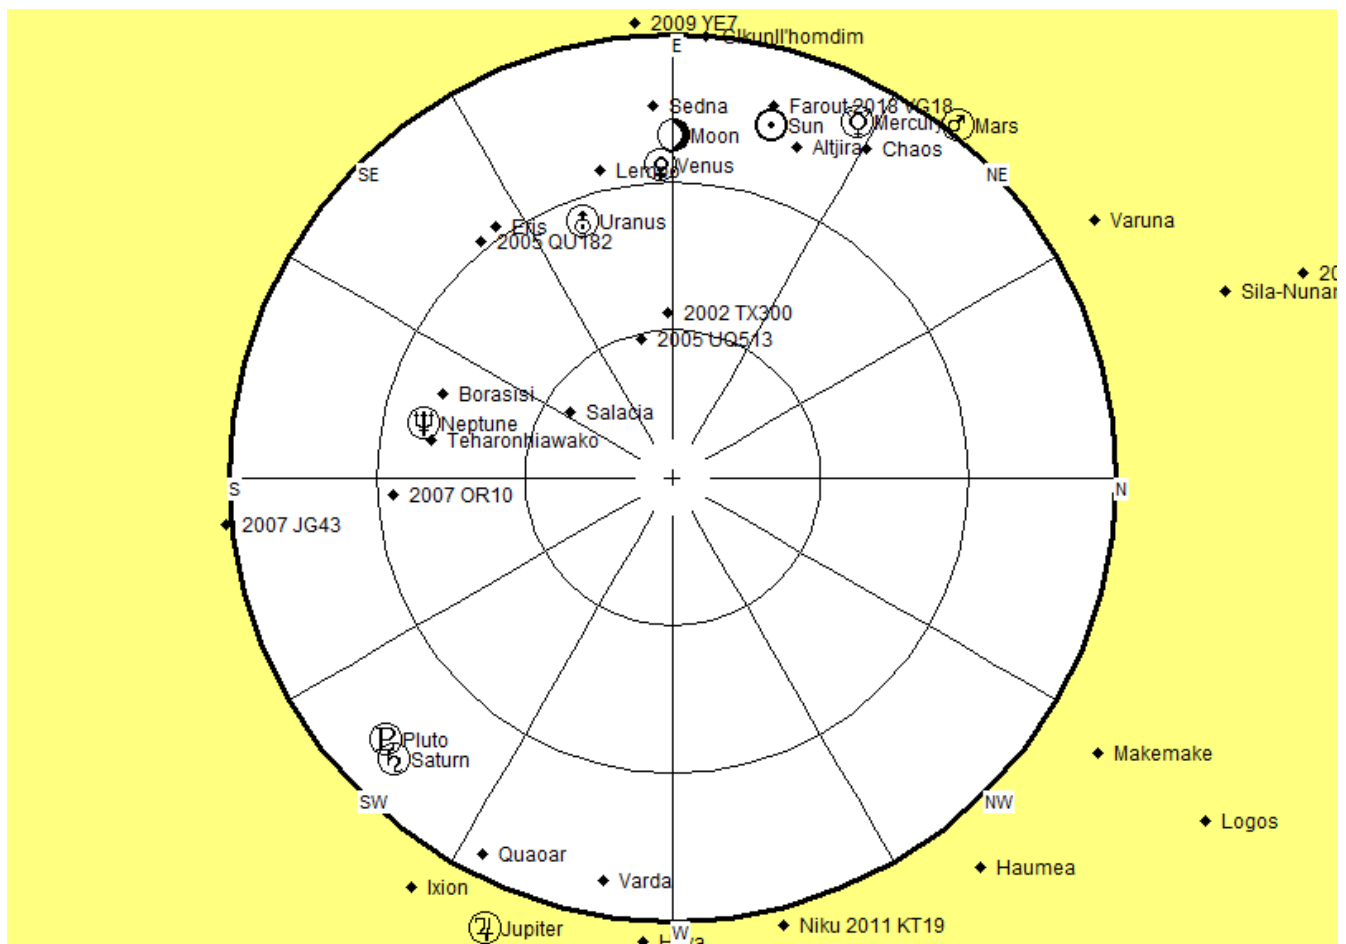 2009 YE7
G!kunll'homdim
E
Sedna
Farout 2018 VG18
Moon
Sun
Mercury
Mars
Altjira
Chaos
Venus
SE
NE
Eris
Uranus
Varuna
2005 QU182
20
Sila-Nunam
2002 TX300
2005 UQ513
Borasisi
Salacia
Neptune
Teharonhiawako
S
2007 OR10
N
2007 JG43
Pluto
Makemake
Saturn
SW
NW
Logos
Quaoar
Haumea
Varda
Ixion
Jupiter
W
Niku 2011 KT19